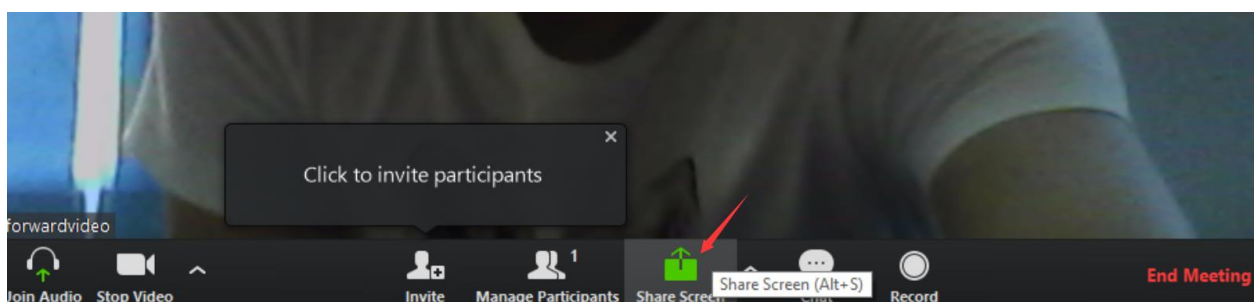 Click to invite participants
forwardvideo
1
Share Screen (Alt+S)
End Meeting
Join Audio Stop Video Invite Manage Participants Share Screen Chat Record